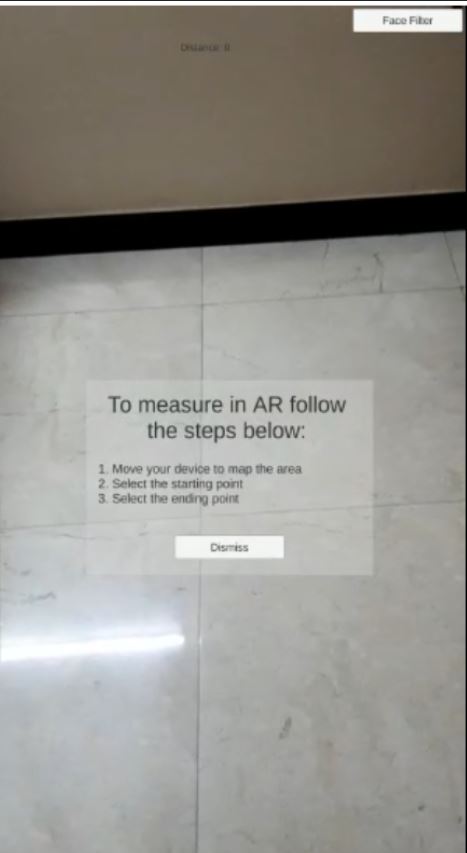 Face Filter
Distance: 0
To measure in AR follow
the steps below:
1. Move your device to map the area
2. Select the starting point
3. Select the ending point
Dismiss